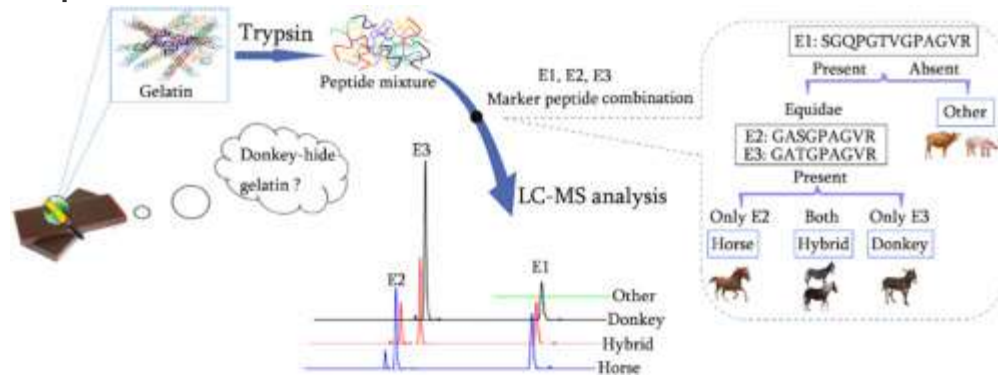 Trypsin
Gelatin
Peptide mixture
E1, E2, E3
Marker peptide combination
Donkey-hide
gelatin ?
LC-MS analysis
E3
E2
E1
Other
Donkey
Hybrid
Horse
E1: SGQPGTVGPAGVR
Present Absent
Equidae
Other
E2: GASGPAGVR
E3: GATGPAGVR
Present
Only E2 Both Only E3
Horse Hybrid Donkey